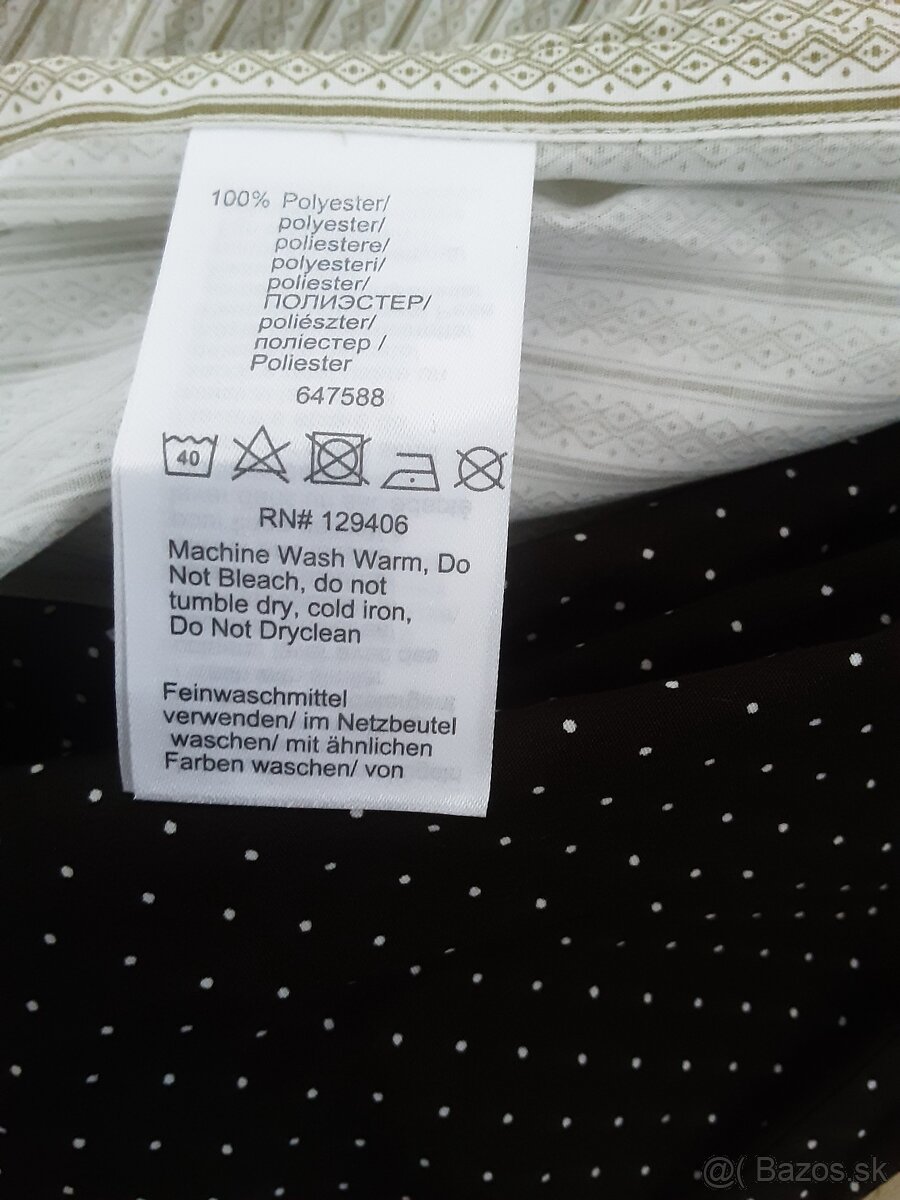 100% Polyester/
polyester/
poliestere/
polyesteri/
poliester/
ПОЛИЭСТЕР/
poliészter/
поліестер /
Poliester
647588
40
RN# 129406
Machine Wash Warm, Do
Not Bleach, do not
tumble dry, cold iron,
Do Not Dryclean
Feinwaschmittel
verwenden/ im Netzbeutel
waschen/ mit ähnlichen
Farben waschen/ von
@( Bazos.sk